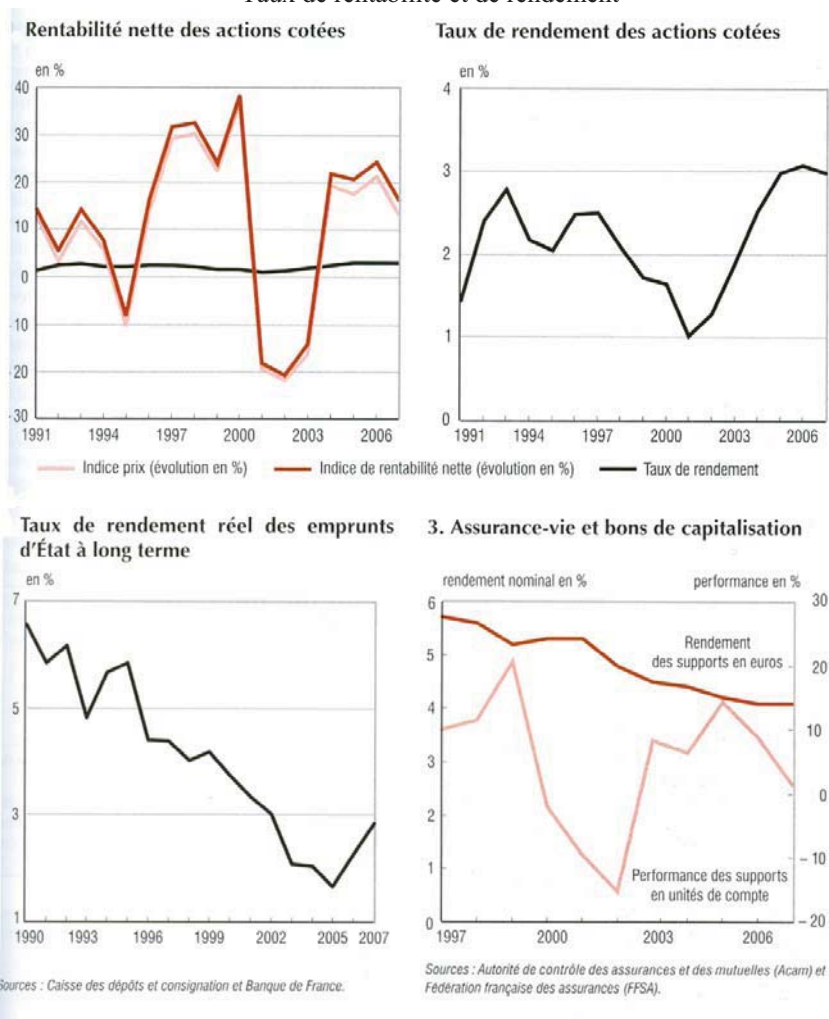 Taux de rentabilité et de rendement
Rentabilité nette des actions cotées
en %
40
30
20
10
0
- 10
- 20
- 30
1991 1994 1997 2000 2003 2006
Taux de rendement des actions cotées
en %
4
3
2
1
0
1991 1994 1997 2000 2003 2006
Indice prix (évolution en %) Indice de rentabilité nette (évolution en %) Taux de rendement
Taux de rendement réel des emprunts
d'État à long terme
en %
7
5
3
1
1990 1993 1996 1999 2002 2005 2007
Sources : Caisse des dépôts et consignation et Banque de France.
3. Assurance-vie et bons de capitalisation
rendement nominal en % performance en %
6
5
4
3
2
1
0
30
20
10
0
- 10
- 20
Rendement
des supports en euros
Performance des supports
en unités de compte
1997 2000 2003 2006
Sources : Autorité de contrôle des assurances et des mutuelles (Acam) et
Fédération française des assurances (FFSA).